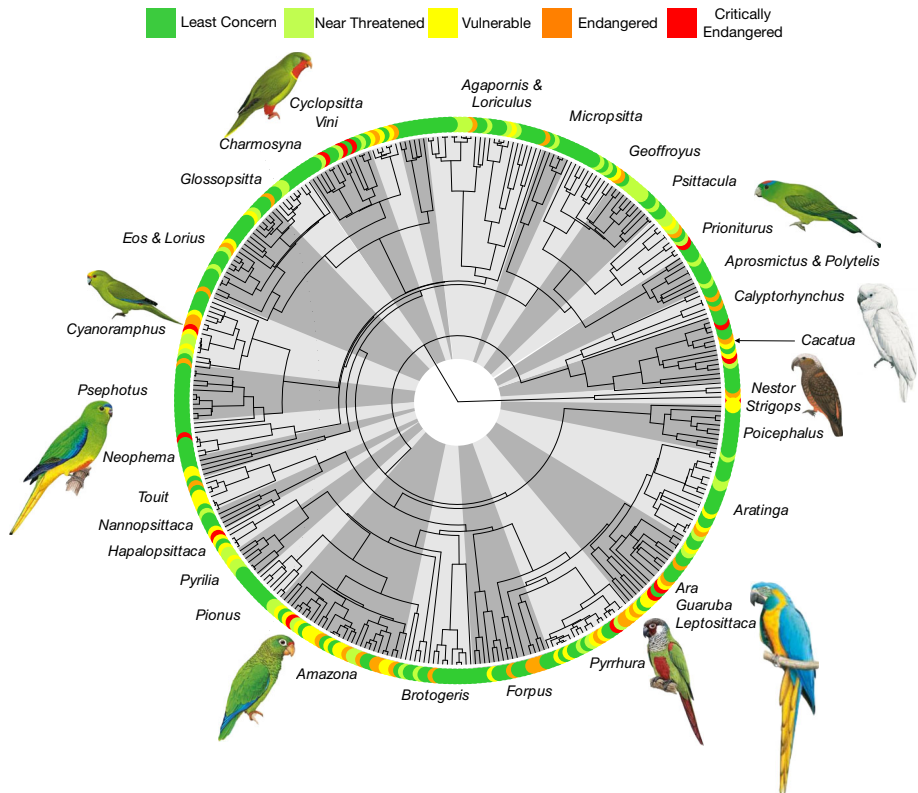 Least Concern
Near Threatened
Vulnerable
Endangered
Critically
Endangered
Agapornis &
Loriculus
Cyclopsitta
Vini
Micropsitta
Charmosyna
Geoffroyus
Glossopsitta
Psittacula
Prioniturus
Eos & Lorius
Aprosmictus & Polytelis
Calyptorhynchus
Cyanoramphus
Cacatua
Psephotus
Nestor
Strigops
Poicephalus
Neophema
Touit
Aratinga
Nannopsittaca
Hapalopsittaca
Pyrilia
Ara
Guaruba
Leptosittaca
Pionus
Pyrrhura
Amazona
Brotogeris
Forpus